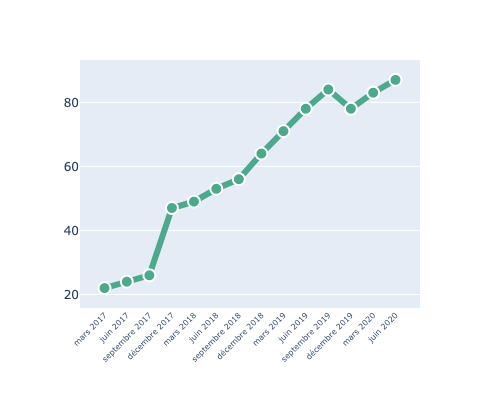 80
60
40
20
mars 2017
juin 2017
septembre 2017
décembre 2017
mars 2018
juin 2018
septembre 2018
décembre 2018
mars 2019
juin 2019
septembre 2019
décembre 2019
mars 2020
juin 2020